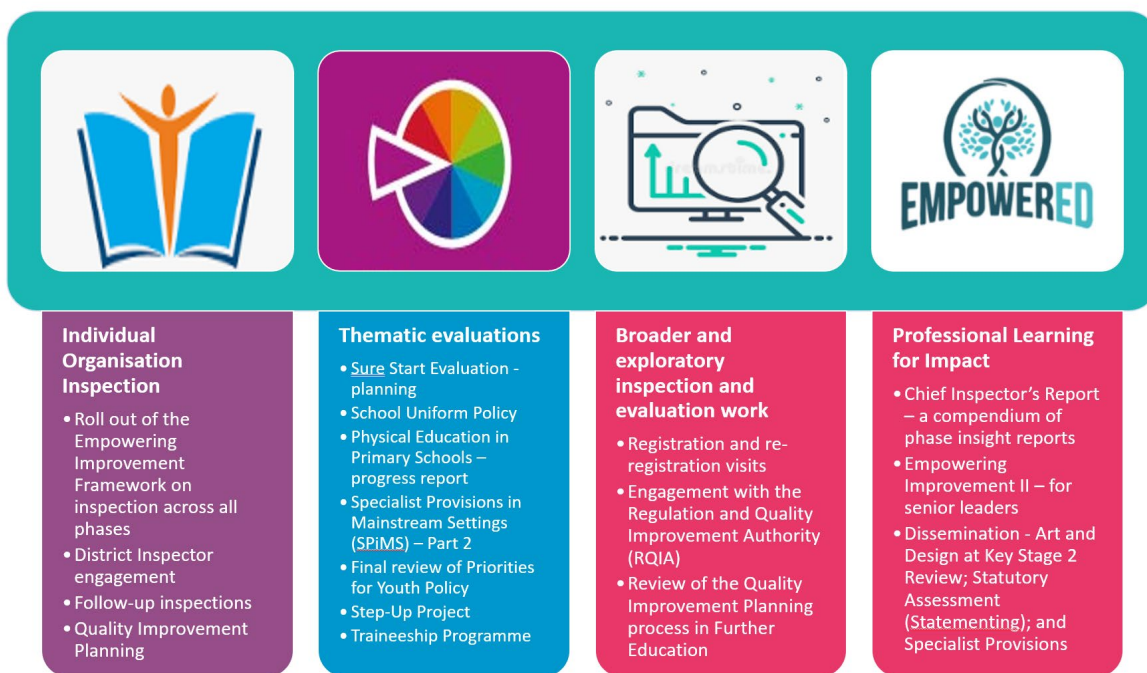 EMPOWERED
Individual
Organisation
Inspection
• Roll out of the
Empowering
Improvement
Framework on
inspection across all
phases
• District Inspector
engagement
• Follow-up inspections
• Quality Improvement
Planning
Thematic evaluations
• Sure Start Evaluation -
planning
• School Uniform Policy
• Physical Education in
Primary Schools –
progress report
• Specialist Provisions in
Mainstream Settings
(SPiMS) – Part 2
• Final review of Priorities
for Youth Policy
• Step-Up Project
• Traineeship Programme
Broader and
exploratory
inspection and
evaluation work
• Registration and re-
registration visits
• Engagement with the
Regulation and Quality
Improvement Authority
(RQIA)
• Review of the Quality
Improvement Planning
process in Further
Education
Professional Learning
for Impact
• Chief Inspector’s Report
– a compendium of
phase insight reports
• Empowering
Improvement II – for
senior leaders
• Dissemination - Art and
Design at Key Stage 2
Review; Statutory
Assessment
(Statementing); and
Specialist Provisions